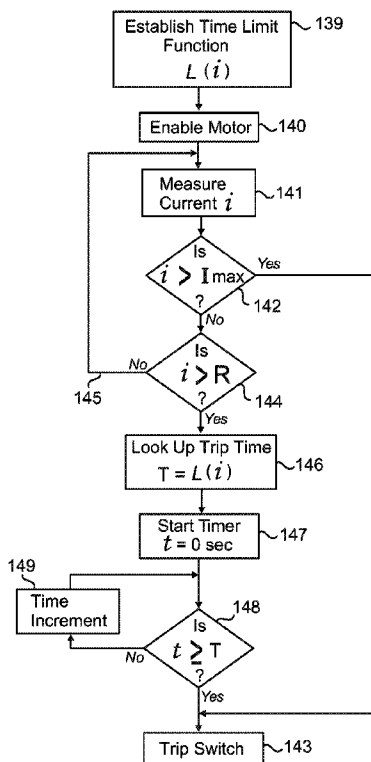 Establish Time Limit
Function
L (i)
139
Enable Motor
140
Measure
Current i
141
Is
i > I max
?
Yes
142
No
Is
i > R
?
No
145
144
Yes
Look Up Trip Time
T = L(i)
146
Start Timer
t = 0 sec
147
149
Time
Increment
148
Is
t ≥ T
?
No
Yes
Trip Switch
143